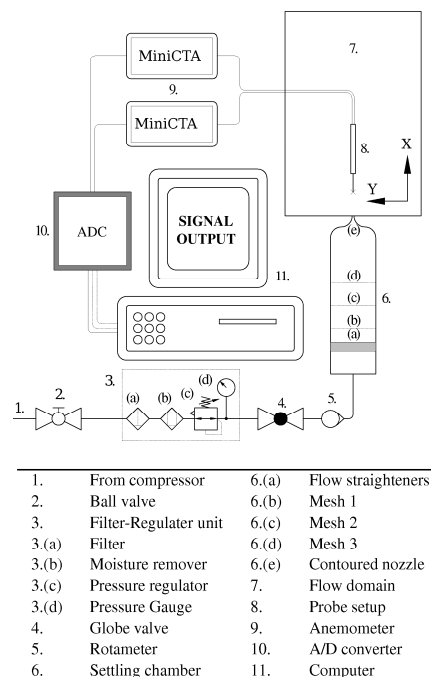 MiniCTA
7.
9.
MiniCTA
8.
X
Y
10.
ADC
SIGNAL
OUTPUT
(e)
11.
(d)
(c)
6.
(b)
(a)
3.
(d)
2.
(a)
(b)
(c)
4.
5.
1.
1. From compressor 6.(a) Flow straighteners
2. Ball valve 6.(b) Mesh 1
3. Filter-Regulater unit 6.(c) Mesh 2
3.(a) Filter 6.(d) Mesh 3
3.(b) Moisture remover 6.(e) Contoured nozzle
3.(c) Pressure regulator 7. Flow domain
3.(d) Pressure Gauge 8. Probe setup
4. Globe valve 9. Anemometer
5. Rotameter 10. A/D converter
6. Settling chamber 11. Computer